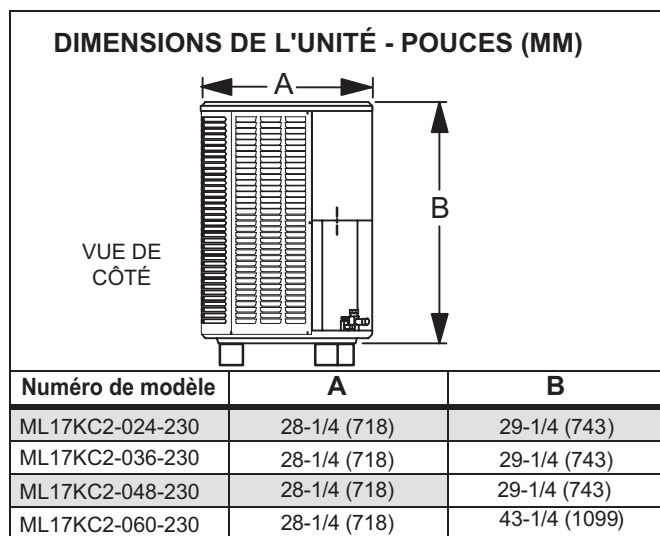 DIMENSIONS DE L'UNITÉ - POUCES (MM)
A
B
VUE DE
CÔTÉ
Numéro de modèle A B
ML17KC2-024-230 28-1/4 (718) 29-1/4 (743)
ML17KC2-036-230 28-1/4 (718) 29-1/4 (743)
ML17KC2-048-230 28-1/4 (718) 29-1/4 (743)
ML17KC2-060-230 28-1/4 (718) 43-1/4 (1099)